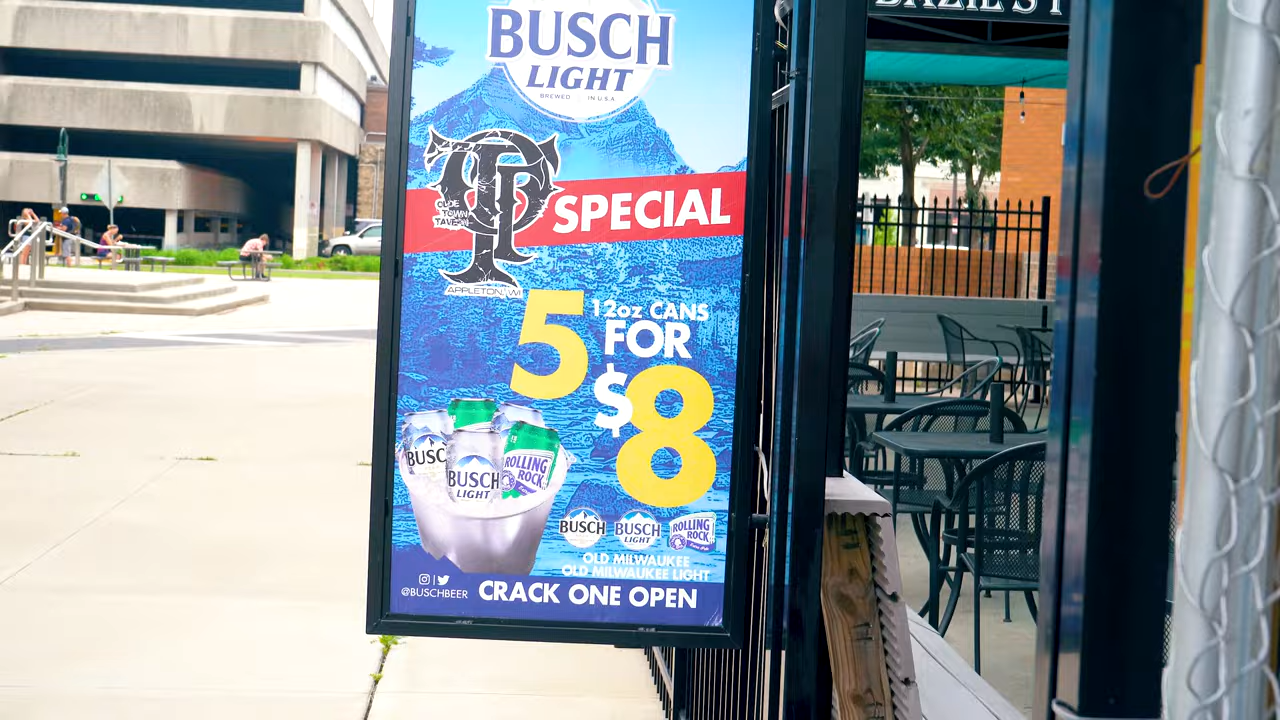 BAZIL'S
BUSCH
LIGHT
BREWED IN U.S.A.
OLDE
TOWN
TAVERN
SPECIAL
APPLETON, WI
5
12oz CANS
FOR
$8
BUSCH
BUSCH
LIGHT
ROLLING
ROCK
BUSCH
BUSCH
LIGHT
ROLLING
ROCK
OLD MILWAUKEE
OLD MILWAUKEE LIGHT
@BUSCHBEER
CRACK ONE OPEN